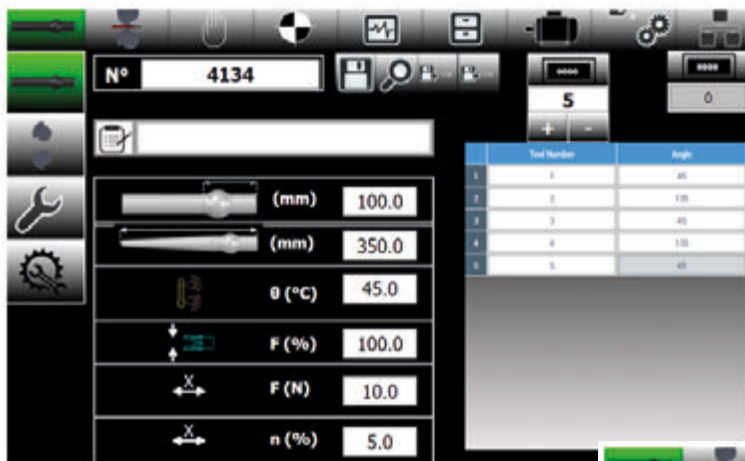 Nº 4134
5
0
+ -
Tool Number Angle
1 1 45
2 2 135
3 3 45
4 4 135
5 5 45
(mm) 100.0
(mm) 350.0
θ (°C) 45.0
F (%) 100.0
X F (N) 10.0
X n (%) 5.0